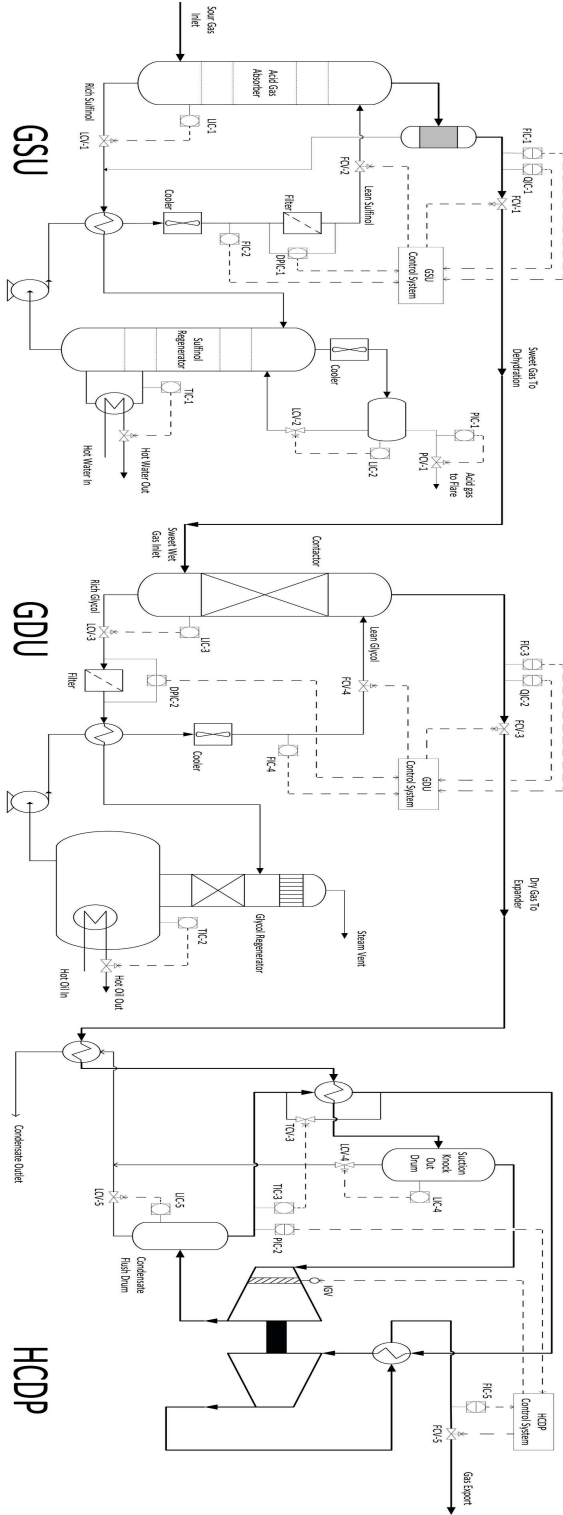 Sour Gas
Inlet
Acid Gas
Absorber
Rich Sulfinol
LIC-1
LCV-1
FIC-1
QIC-1
FCV-1
FCV-2
Lean Sulfinol
Filter
Cooler
DPIC-1
FIC-2
GSU
Control System
Sulfinol
Regenerator
Cooler
TIC-1
Hot Water In
Hot Water Out
LCV-2
LIC-2
PIC-1
PCV-1
Acid gas
to Flare
Sweet Gas To
Dehydration
GSU
Sweet Wet
Gas Inlet
Contactor
Rich Glycol
LIC-3
LCV-3
Filter
DPIC-2
Lean Glycol
FCV-4
Cooler
FIC-4
FIC-3
QIC-2
FCV-3
GDU
Control System
Glycol Regenerator
Steam Vent
TIC-2
Hot Oil In
Hot Oil Out
Dry Gas To
Expander
GDU
Condensate Outlet
TCV-3
TIC-3
PIC-2
LCV-4
LIC-4
Suction
Knock
Out
Drum
LIC-5
LCV-5
Condensate
Flush Drum
IGV
HCDP
Control System
FIC-5
FCV-5
Gas Export
HCDP